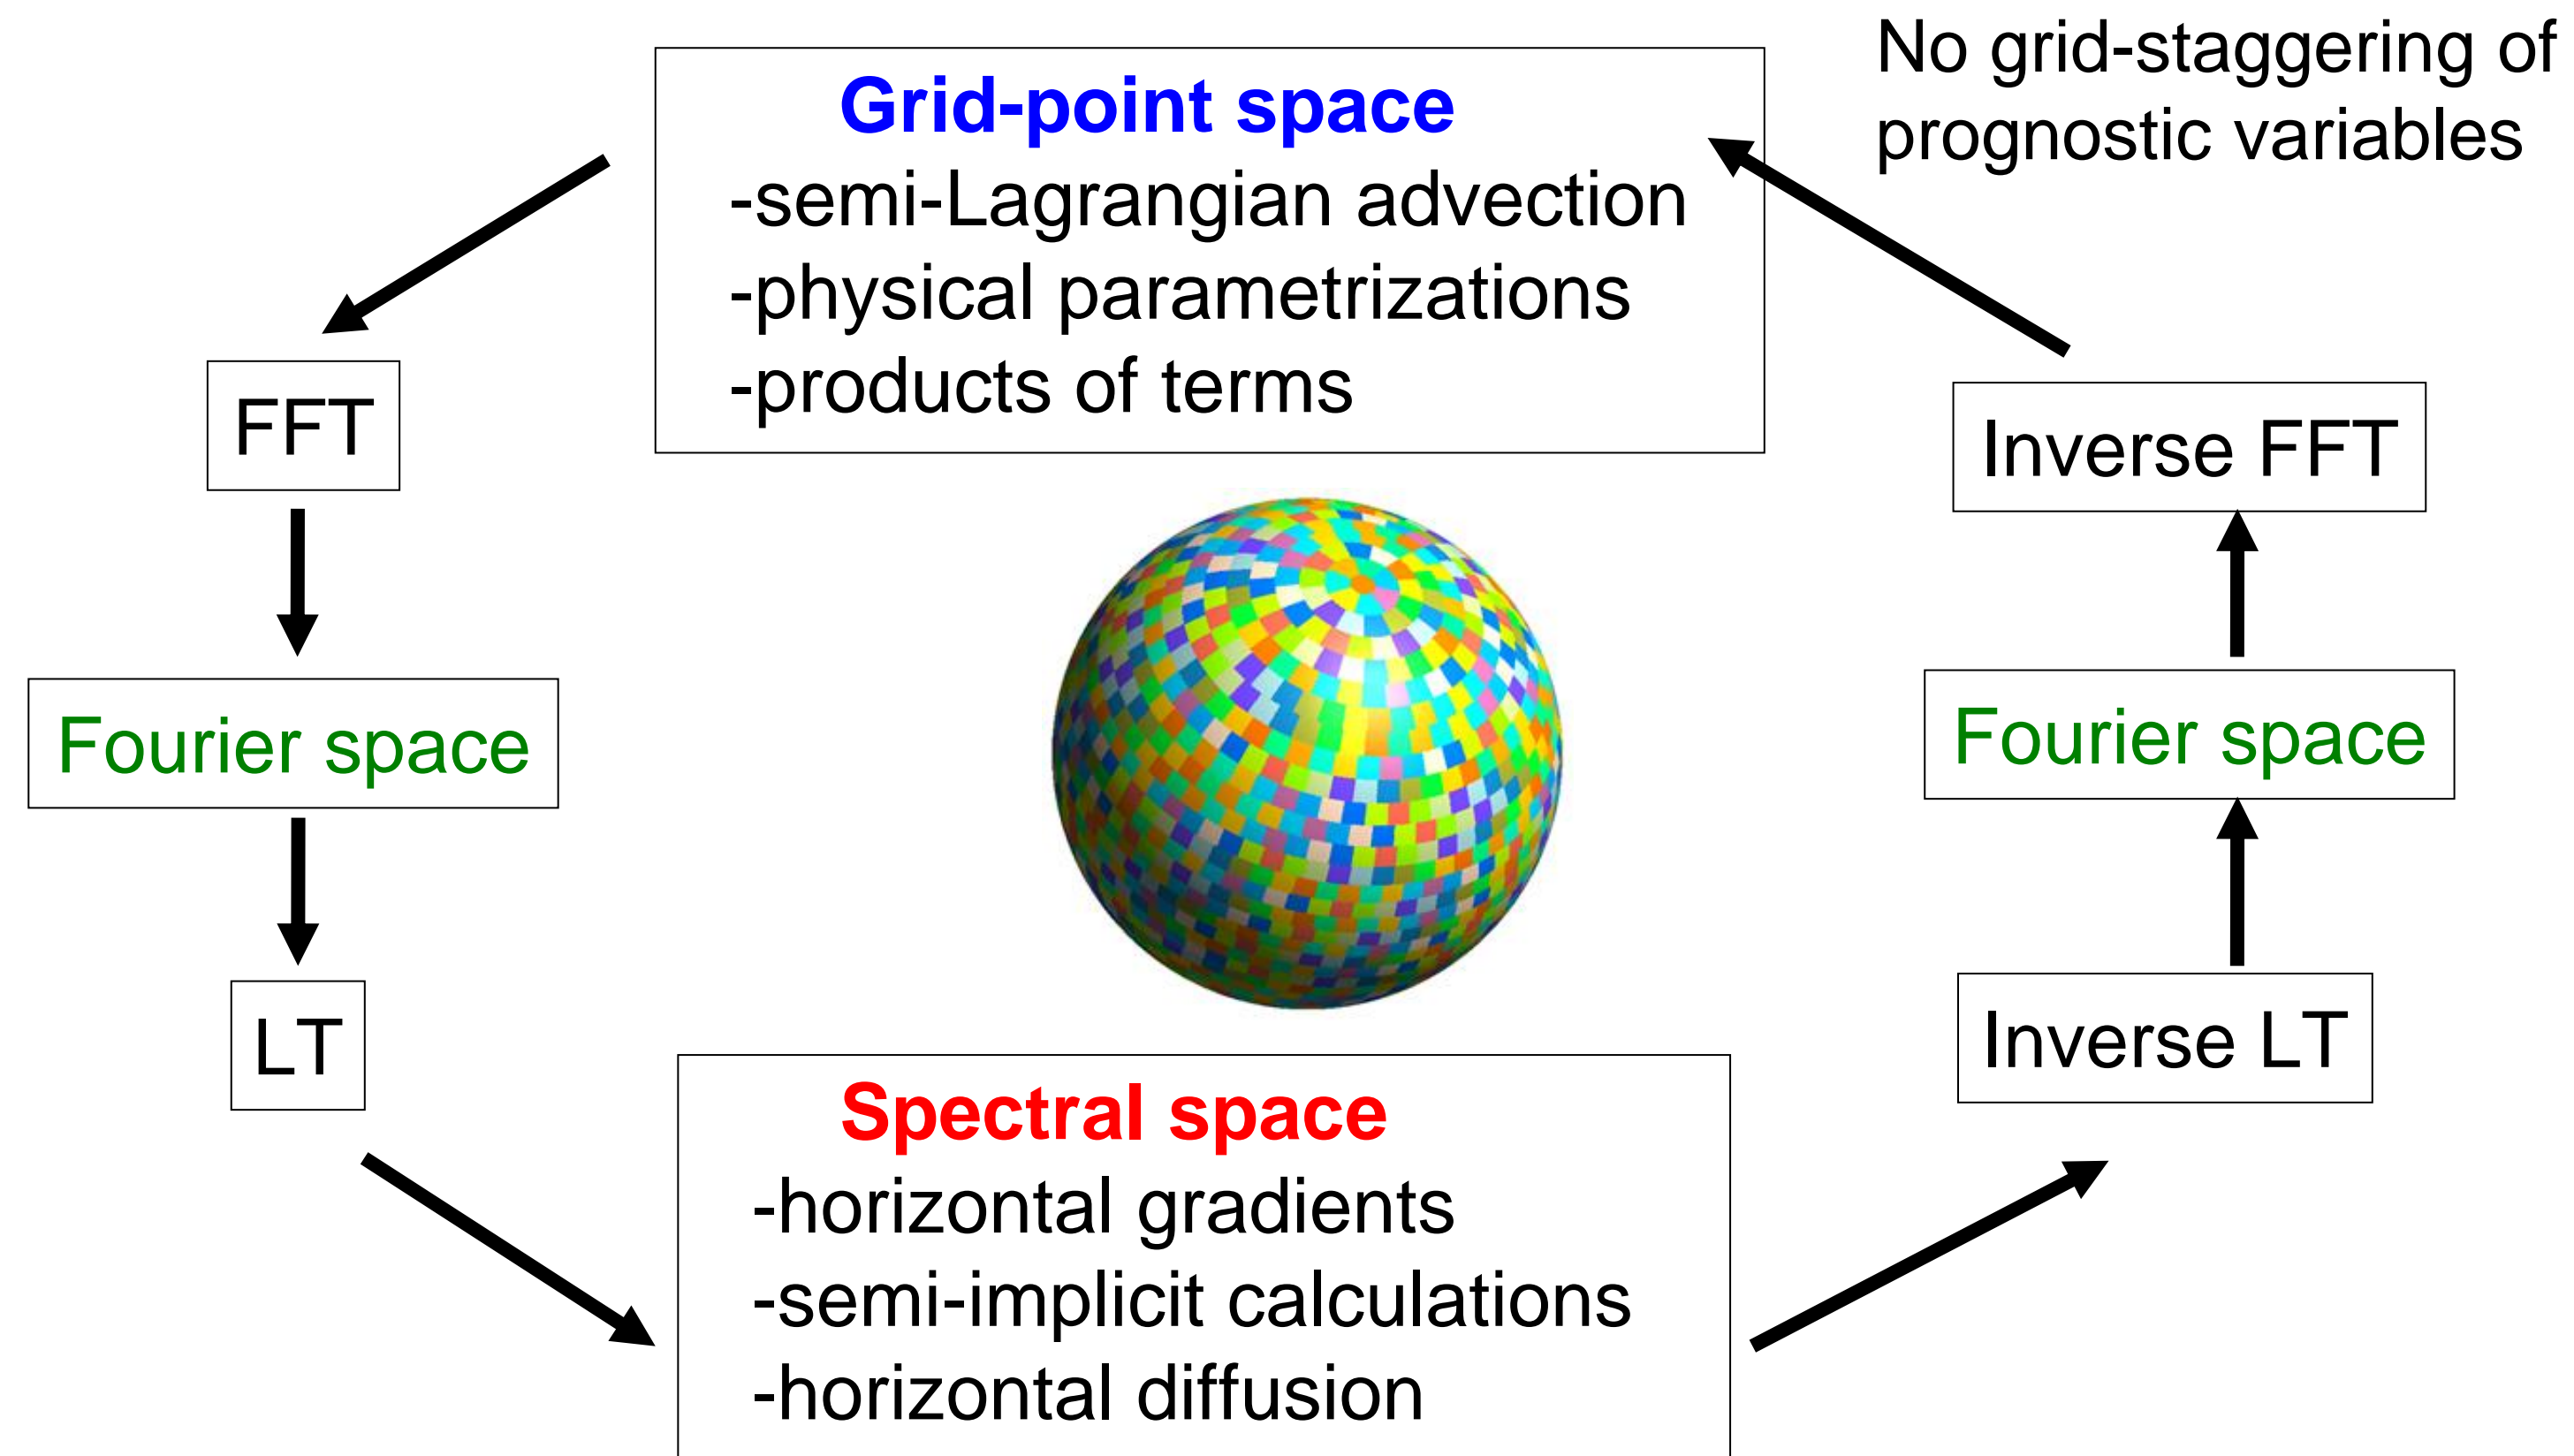 No grid-staggering of
prognostic variables
Grid-point space
-semi-Lagrangian advection
-physical parametrizations
-products of terms
FFT
Inverse FFT
Fourier space
Fourier space
LT
Inverse LT
Spectral space
-horizontal gradients
-semi-implicit calculations
-horizontal diffusion